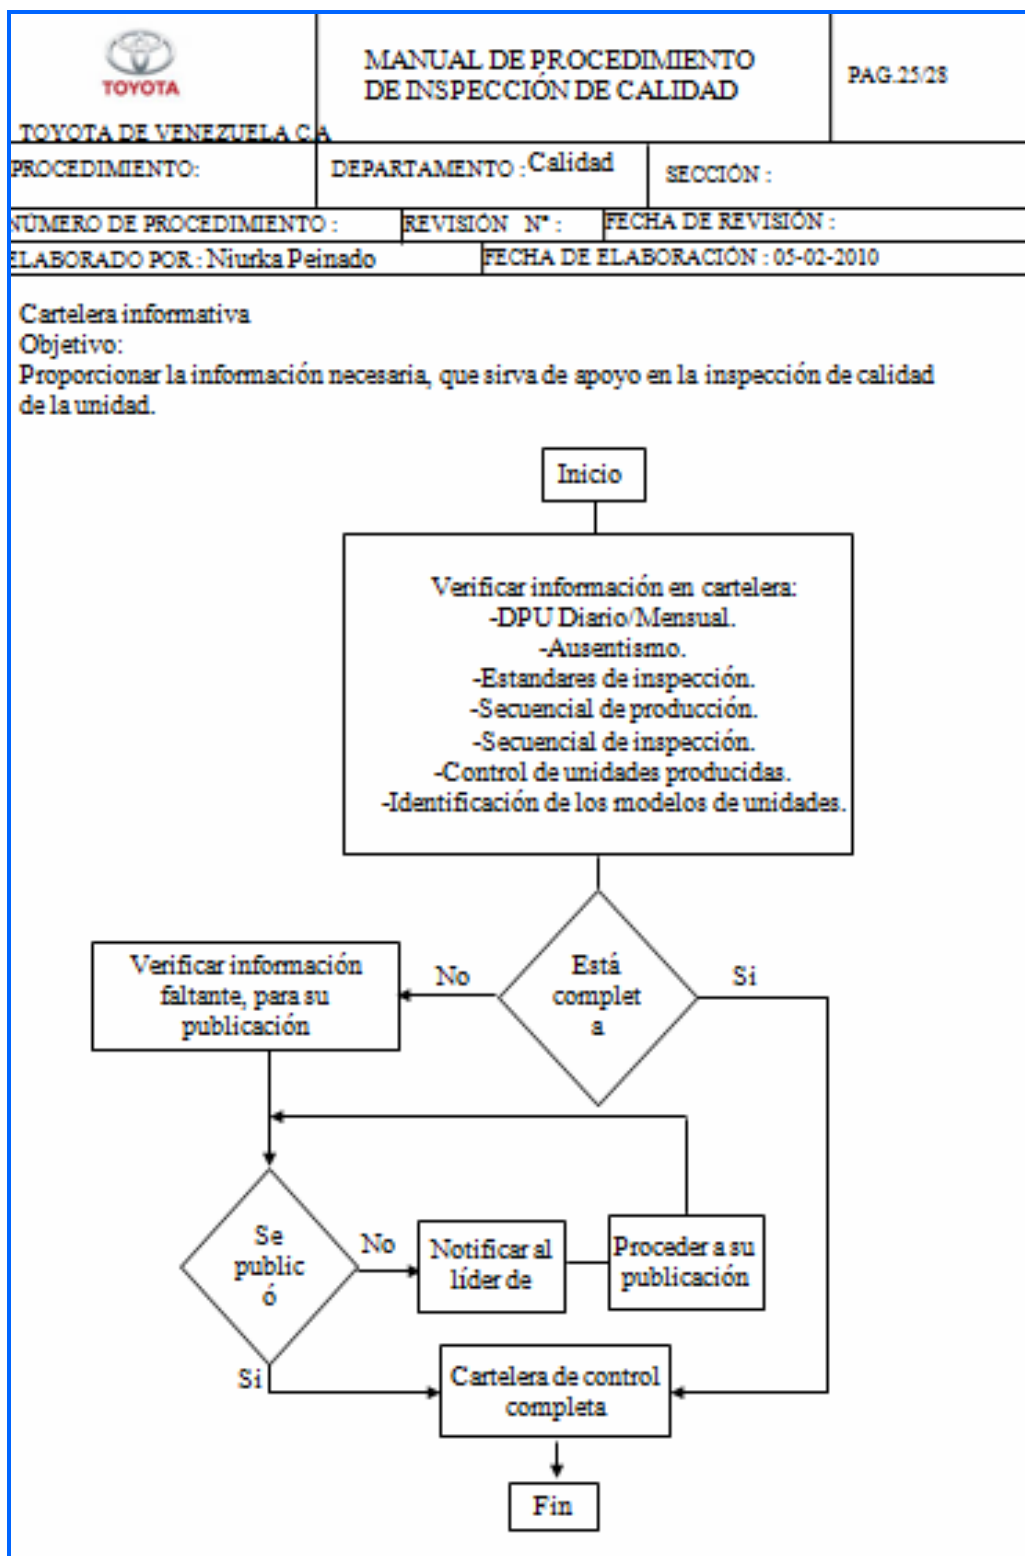 TOYOTA
TOYOTA DE VENEZUELA C.A
MANUAL DE PROCEDIMIENTO
DE INSPECCIÓN DE CALIDAD
PAG.25/28
PROCEDIMIENTO:
DEPARTAMENTO : Calidad
SECCIÓN :
NÚMERO DE PROCEDIMIENTO :
REVISIÓN N° :
FECHA DE REVISIÓN :
ELABORADO POR : Niurka Peinado
FECHA DE ELABORACIÓN : 05-02-2010
Cartelera informativa
Objetivo:
Proporcionar la información necesaria, que sirva de apoyo en la inspección de calidad
de la unidad.
Inicio
Verificar información en cartelera:
-DPU Diario/Mensual.
-Ausentismo.
-Estandares de inspección.
-Secuencial de producción.
-Secuencial de inspección.
-Control de unidades producidas.
-Identificación de los modelos de unidades.
Está
complet
a
No
Si
Verificar información
faltante, para su
publicación
Se
public
ó
No
Notificar al
líder de
Proceder a su
publicación
Si
Cartelera de control
completa
Fin